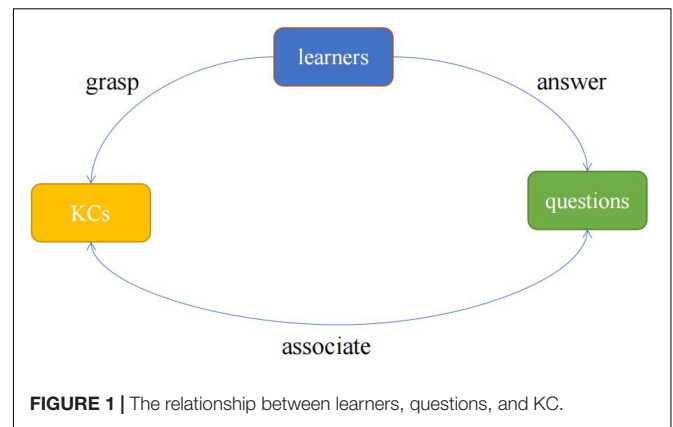 learners
grasp
answer
KCs
questions
associate
FIGURE 1 | The relationship between learners, questions, and KC.